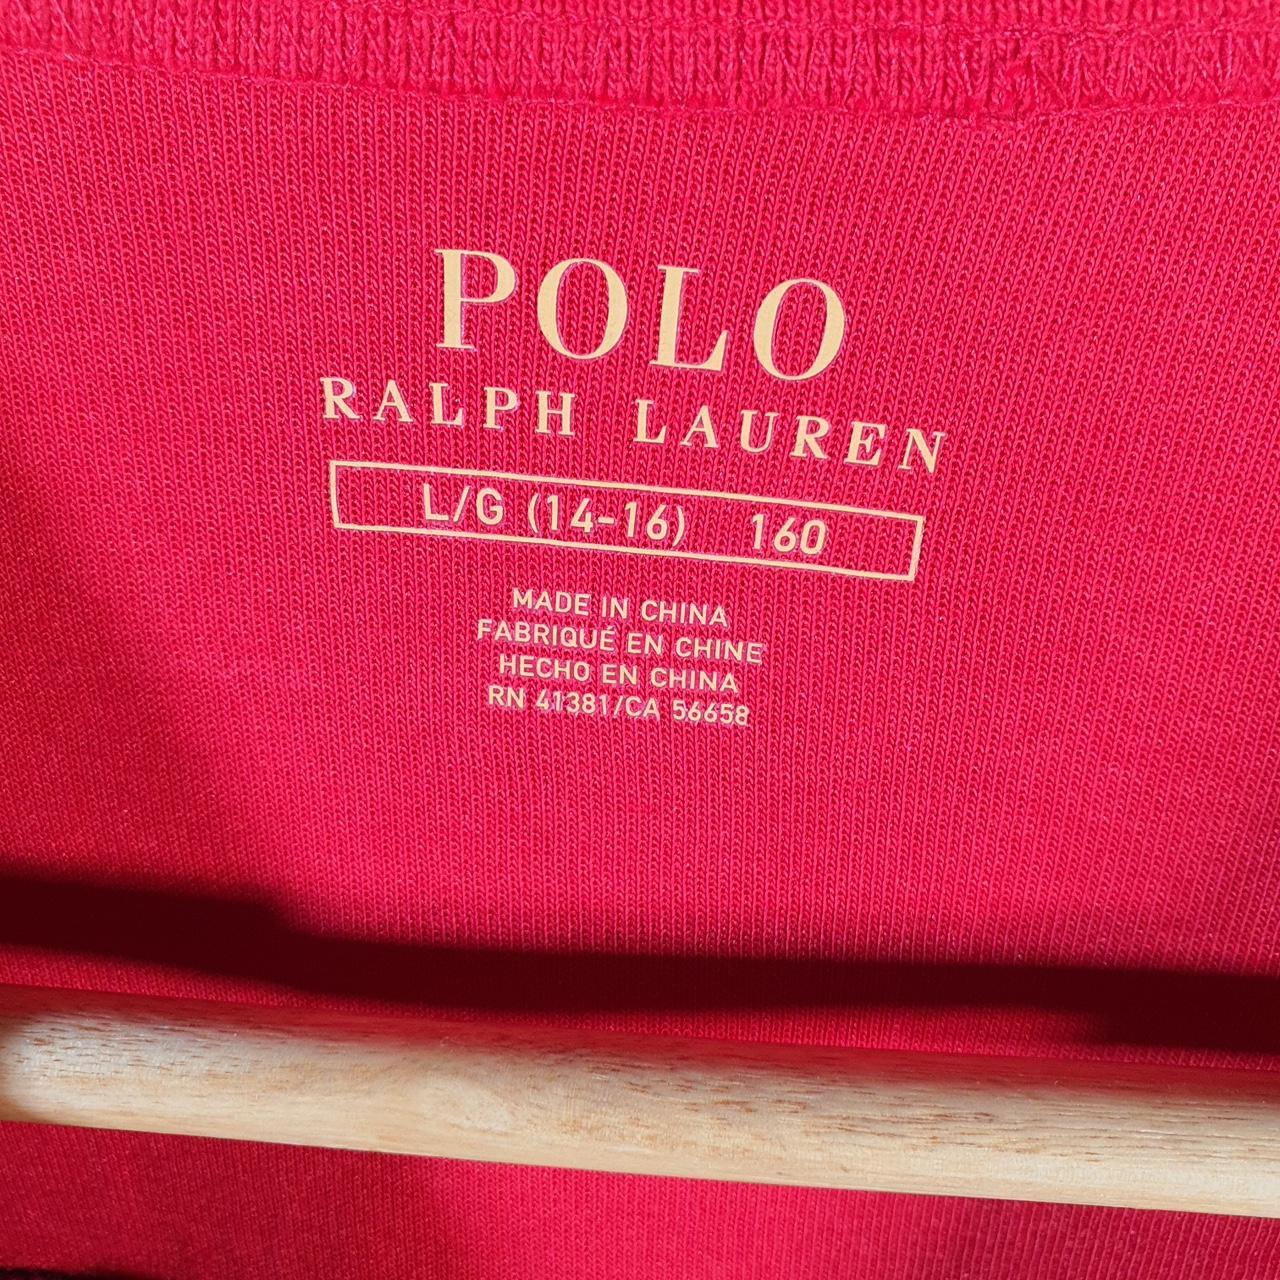 POLO
RALPH LAUREN
L/G (14-16) 160
MADE IN CHINA
FABRIQUÉ EN CHINE
HECHO EN CHINA
RN 41381/CA 56658